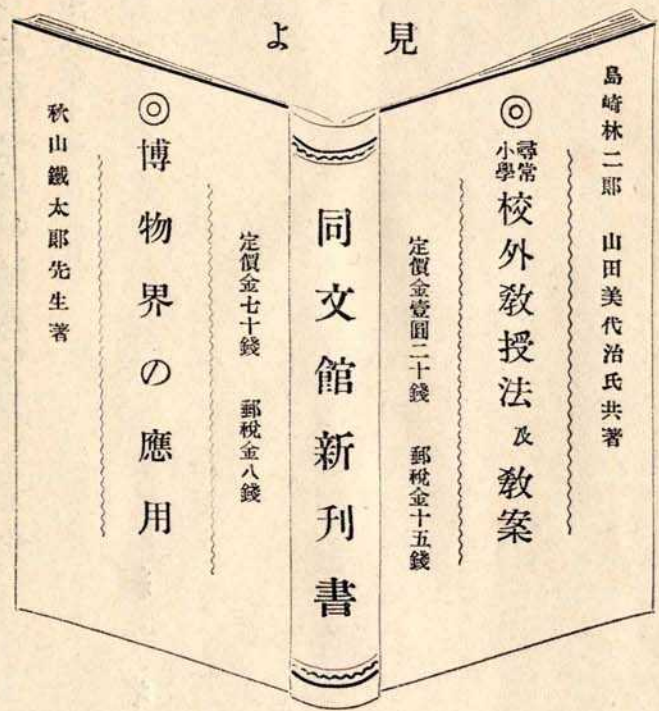 見よ
島崎林二郎 山田美代治氏共著
◎尋常小學校外敎授法及敎案
定價金壹圓二十錢 郵稅金十五錢
同文館新刊書
定價金七十錢 郵稅金八錢
◎博物界の應用
秋山鐵太郎先生著